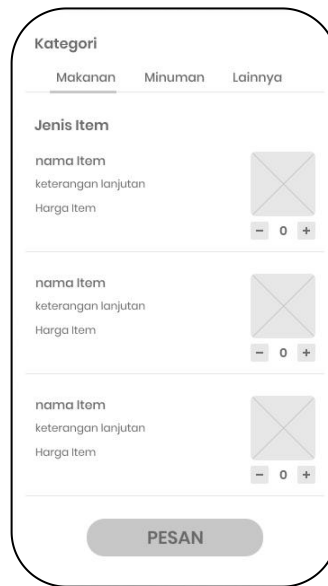 Kategori
Makanan Minuman Lainnya
Jenis Item
nama Item
keterangan lanjutan
Harga Item
− 0 +
nama Item
keterangan lanjutan
Harga Item
− 0 +
nama Item
keterangan lanjutan
Harga Item
− 0 +
PESAN